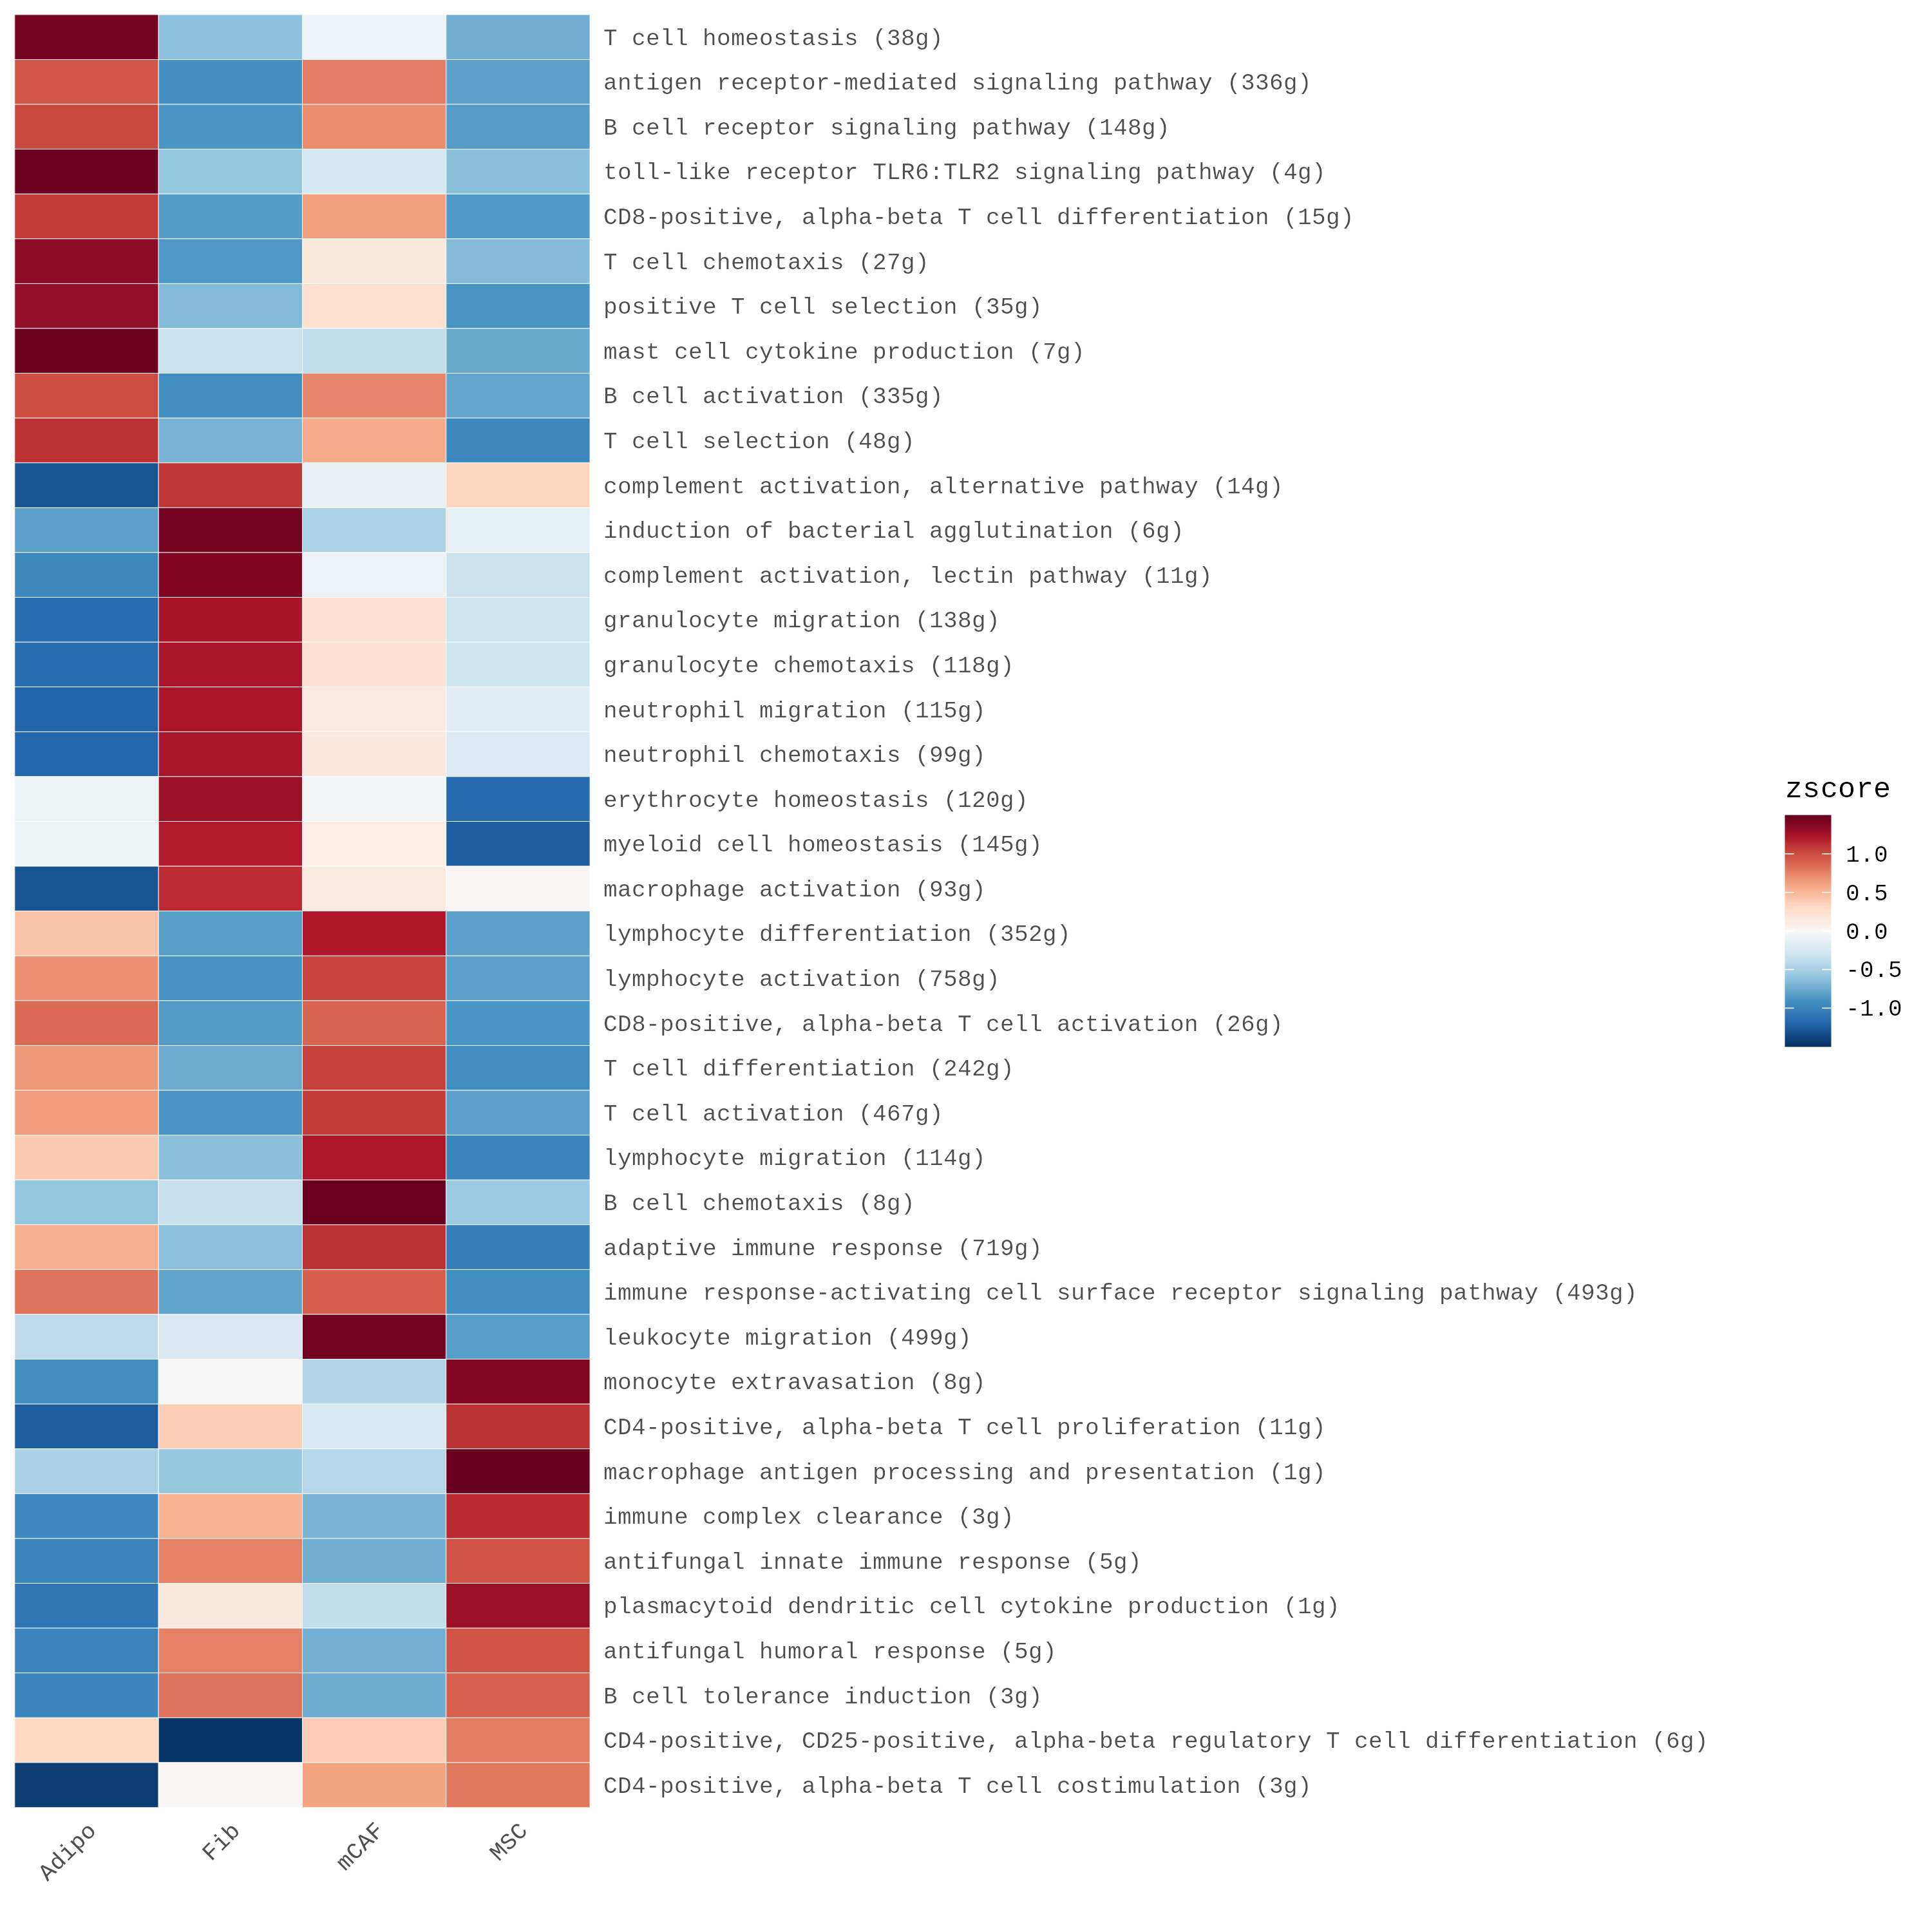 T cell homeostasis (38g)
antigen receptor-mediated signaling pathway (336g)
B cell receptor signaling pathway (148g)
toll-like receptor TLR6:TLR2 signaling pathway (4g)
CD8-positive, alpha-beta T cell differentiation (15g)
T cell chemotaxis (27g)
positive T cell selection (35g)
mast cell cytokine production (7g)
B cell activation (335g)
T cell selection (48g)
complement activation, alternative pathway (14g)
induction of bacterial agglutination (6g)
complement activation, lectin pathway (11g)
granulocyte migration (138g)
granulocyte chemotaxis (118g)
neutrophil migration (115g)
neutrophil chemotaxis (99g)
erythrocyte homeostasis (120g)
myeloid cell homeostasis (145g)
macrophage activation (93g)
lymphocyte differentiation (352g)
lymphocyte activation (758g)
CD8-positive, alpha-beta T cell activation (26g)
T cell differentiation (242g)
T cell activation (467g)
lymphocyte migration (114g)
B cell chemotaxis (8g)
adaptive immune response (719g)
immune response-activating cell surface receptor signaling pathway (493g)
leukocyte migration (499g)
monocyte extravasation (8g)
CD4-positive, alpha-beta T cell proliferation (11g)
macrophage antigen processing and presentation (1g)
immune complex clearance (3g)
antifungal innate immune response (5g)
plasmacytoid dendritic cell cytokine production (1g)
antifungal humoral response (5g)
B cell tolerance induction (3g)
CD4-positive, CD25-positive, alpha-beta regulatory T cell differentiation (6g)
CD4-positive, alpha-beta T cell costimulation (3g)
Adipo
Fib
mCAF
MSC
zscore
1.0
0.5
0.0
-0.5
-1.0